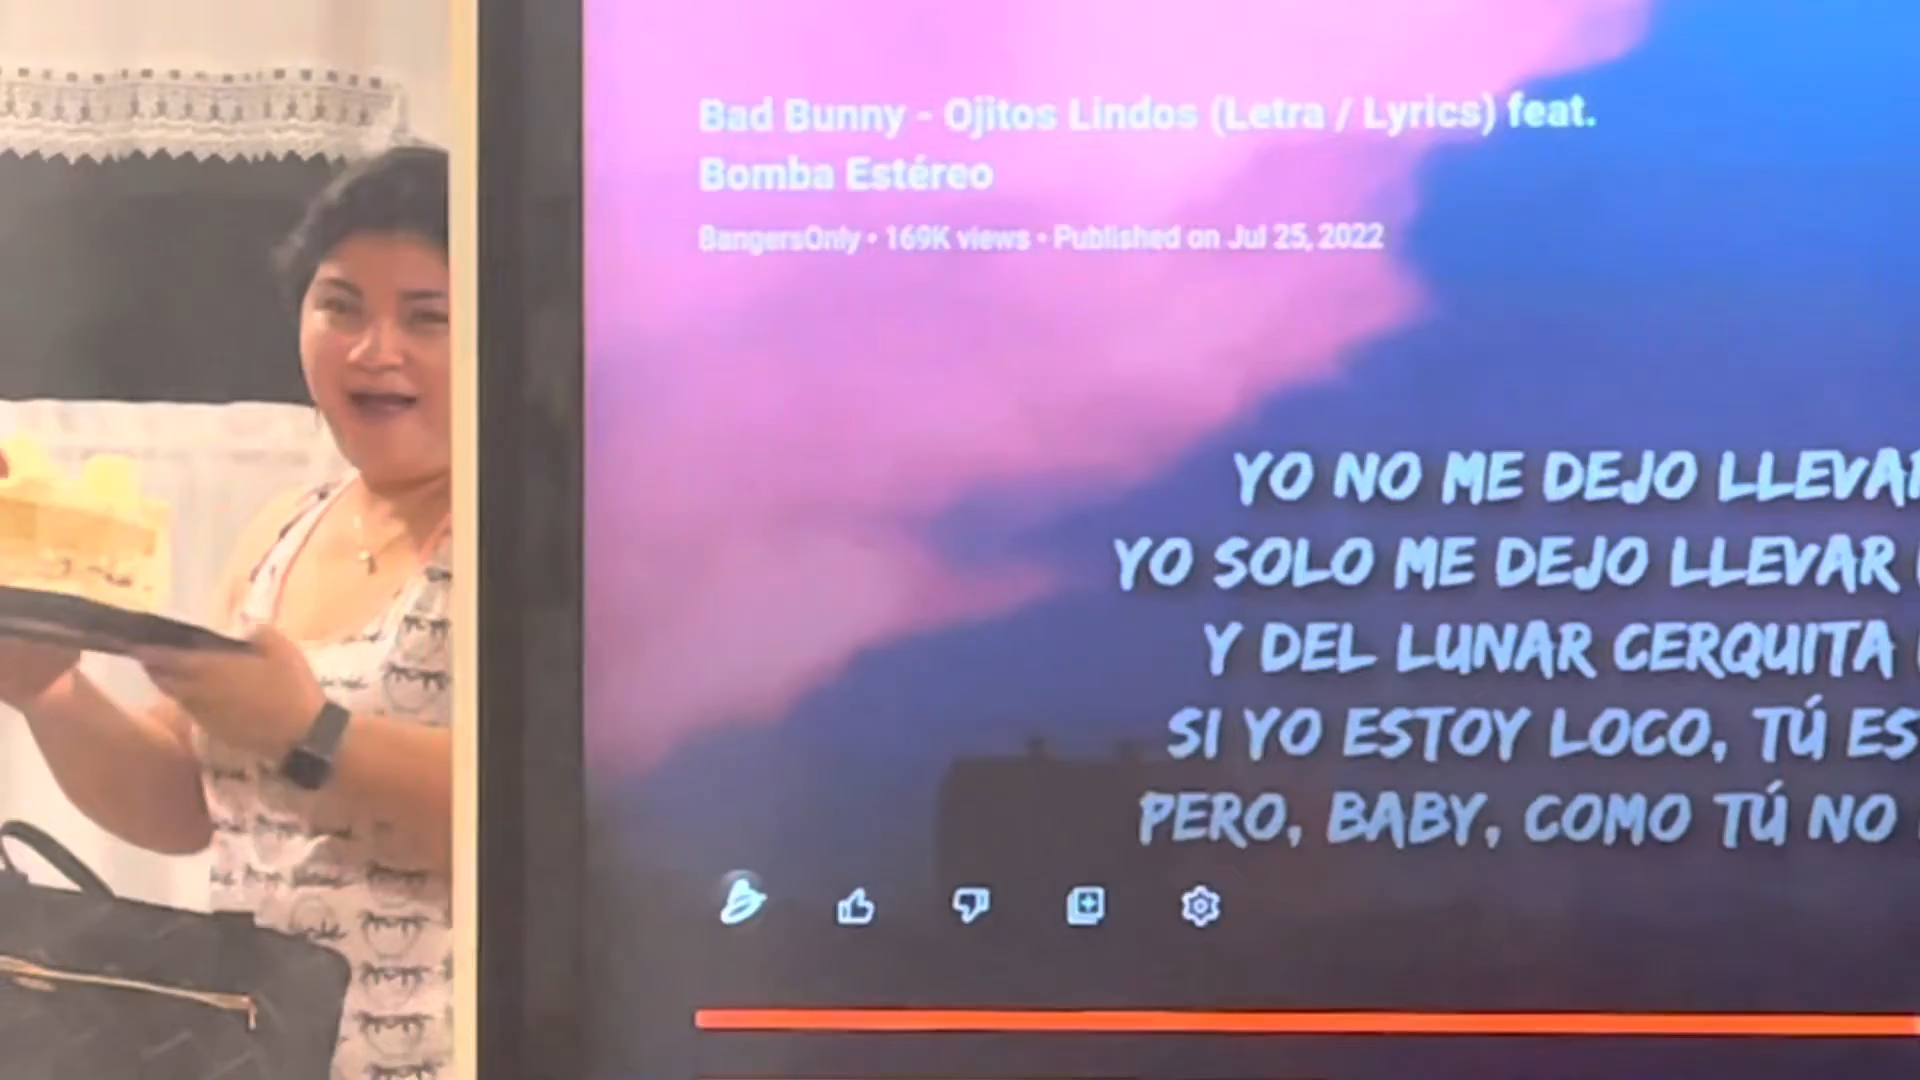 Bad Bunny - Ojitos Lindos (Letra / Lyrics) feat.
Bomba Estéreo
BangersOnly • 169K views • Published on Jul 25, 2022
YO NO ME DEJO LLEVAR
YO SOLO ME DEJO LLEVAR
Y DEL LUNAR CERQUITA
SI YO ESTOY LOCO, TÚ ES
PERO, BABY, COMO TÚ NO